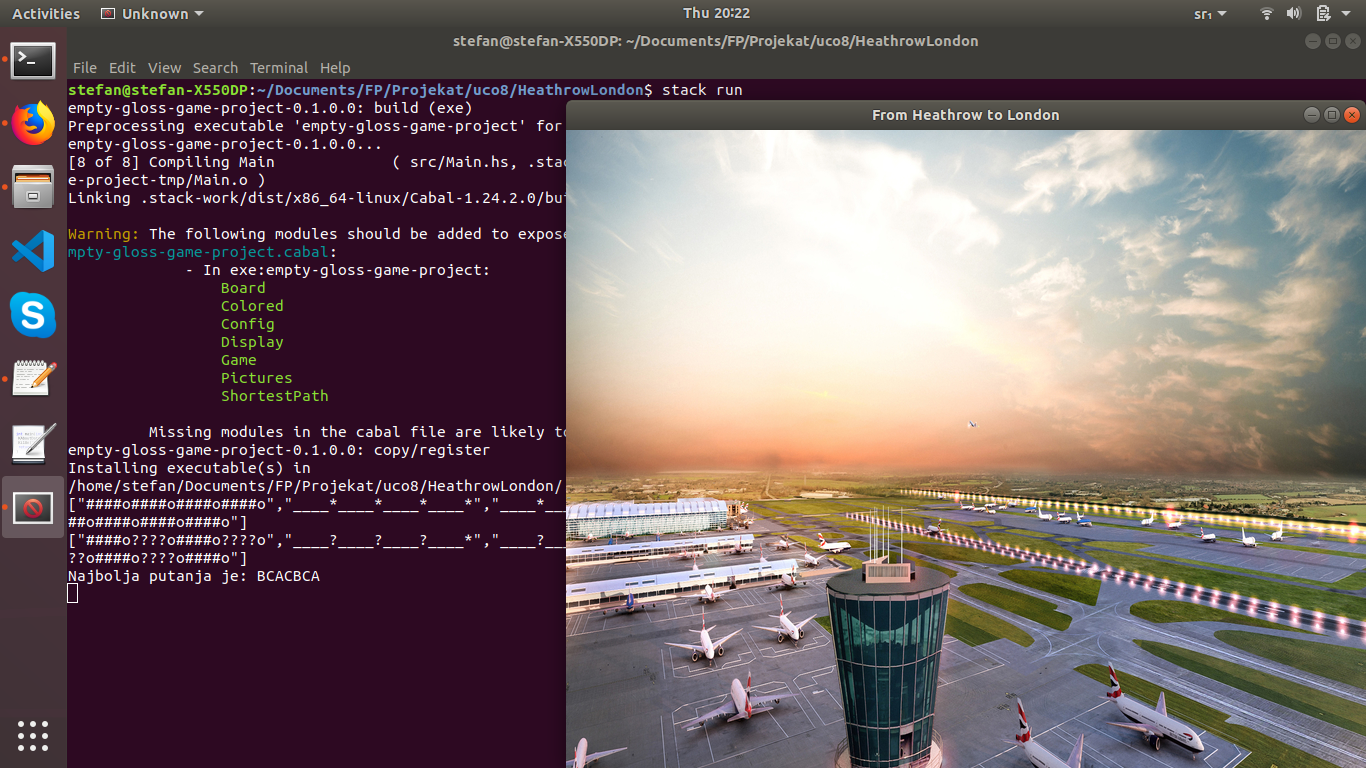 Activities
Unknown
Thu 20:22
sr₁
stefan@stefan-X550DP: ~/Documents/FP/Projekat/uco8/HeathrowLondon
File Edit View Search Terminal Help
stefan@stefan-X550DP:~/Documents/FP/Projekat/uco8/HeathrowLondon$ stack run
empty-gloss-game-project-0.1.0.0: build (exe)
Preprocessing executable 'empty-gloss-game-project' for
empty-gloss-game-project-0.1.0.0...
[8 of 8] Compiling Main             ( src/Main.hs, .stac
e-project-tmp/Main.o )
Linking .stack-work/dist/x86_64-linux/Cabal-1.24.2.0/bui
Warning: The following modules should be added to expose
mpty-gloss-game-project.cabal:
- In exe:empty-gloss-game-project:
Board
Colored
Config
Display
Game
Pictures
ShortestPath
Missing modules in the cabal file are likely to
empty-gloss-game-project-0.1.0.0: copy/register
Installing executable(s) in
/home/stefan/Documents/FP/Projekat/uco8/HeathrowLondon/
["####o####o####o####o","____*____*____*____*","____*__
##o####o####o####o"]
["####o????o####o????o","____?____?____?____*","____?__
??o####o????o####o"]
Najbolja putanja je: BCACBCA
From Heathrow to London